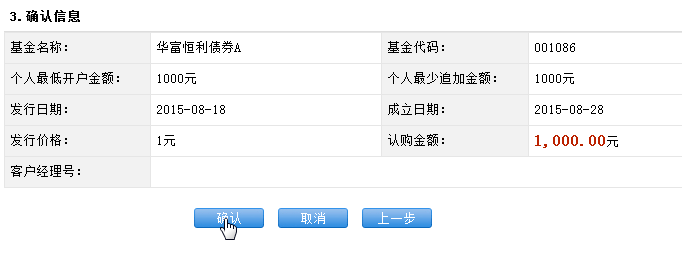 3.确认信息
基金名称： 华富恒利债券A 基金代码： 001086
个人最低开户金额： 1000元 个人最少追加金额： 1000元
发行日期： 2015-08-18 成立日期： 2015-08-28
发行价格： 1元 认购金额： 1,000.00元
客户经理号：
确认 取消 上一步